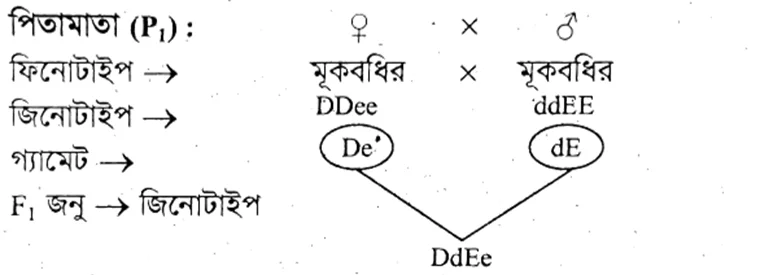 পিতামাতা (P₁) : ♀ × ♂
ফিনোটাইপ → মূকবধির × মূকবধির
জিনোটাইপ → DDee ddEE
গ্যামেট → De dE
F₁ জনু → জিনোটাইপ
DdEe